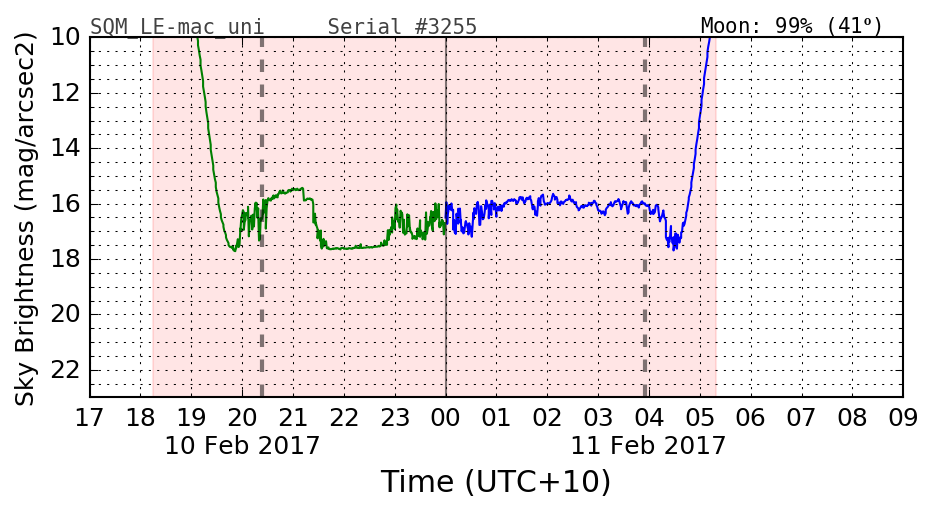 SQM_LE-mac_uni Serial #3255 Moon: 99% (41º)
Sky Brightness (mag/arcsec2)
10
12
14
16
18
20
22
17 18 19 20 21 22 23 00 01 02 03 04 05 06 07 08 09
10 Feb 2017 11 Feb 2017
Time (UTC+10)